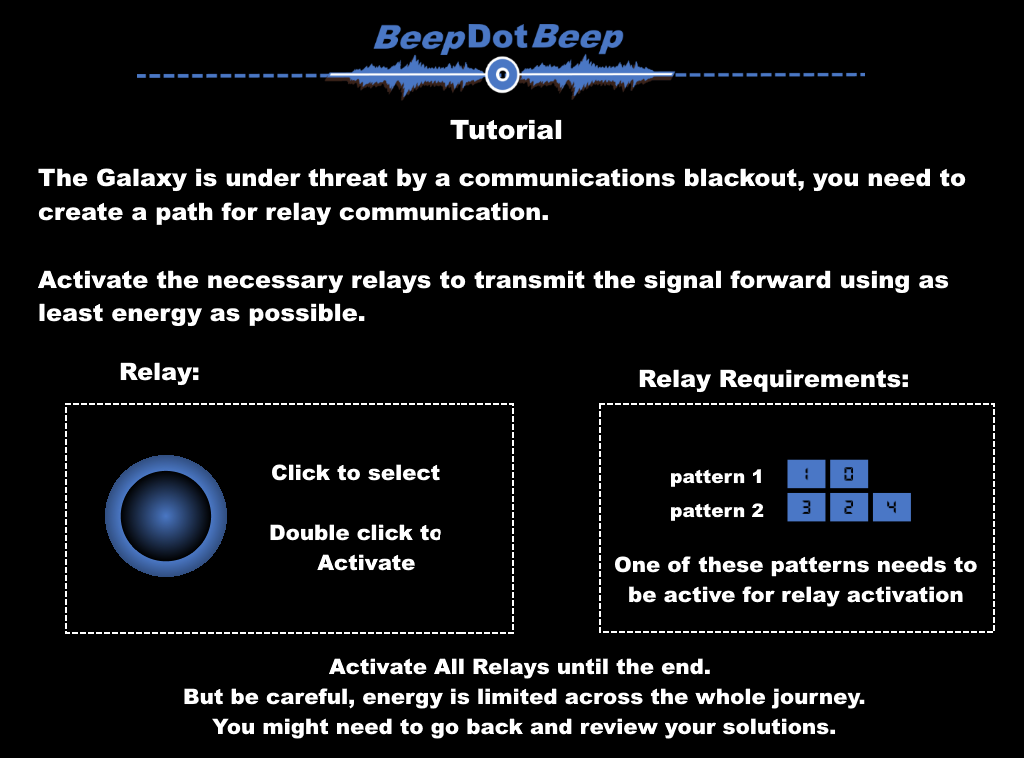 BeepDotBeep
Tutorial
The Galaxy is under threat by a communications blackout, you need to
create a path for relay communication.
Activate the necessary relays to transmit the signal forward using as
least energy as possible.
Relay:
Click to select
Double click to
Activate
Relay Requirements:
pattern 1 1 0
pattern 2 3 2 4
One of these patterns needs to
be active for relay activation
Activate All Relays until the end.
But be careful, energy is limited across the whole journey.
You might need to go back and review your solutions.